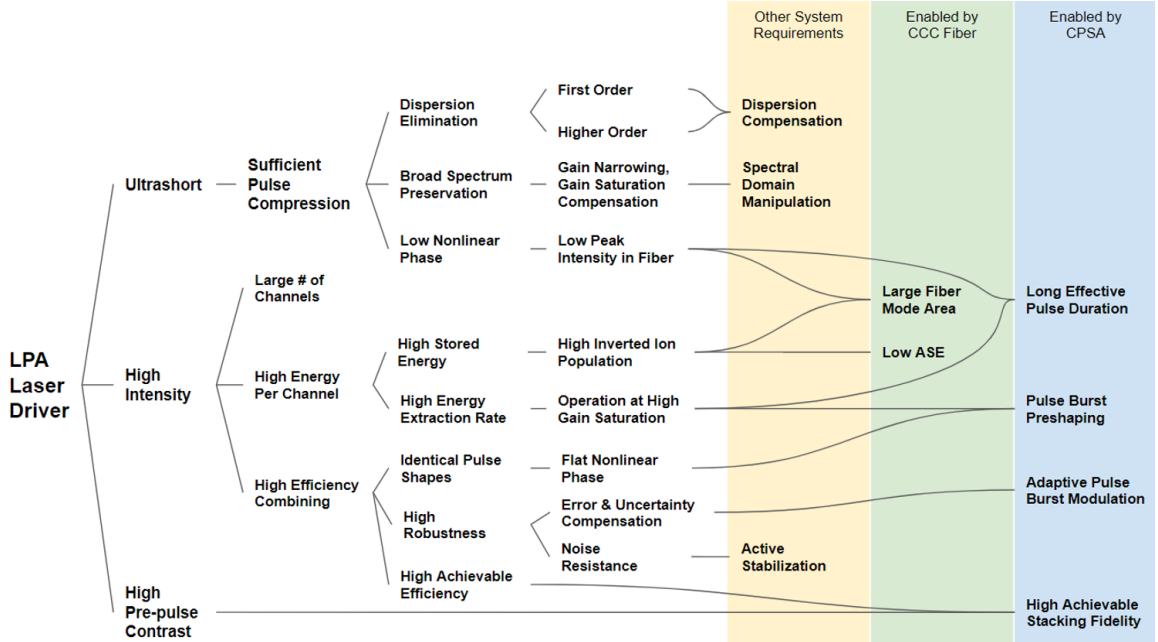 Other System
Requirements
Enabled by
CCC Fiber
Enabled by
CPSA
LPA
Laser
Driver
Ultrashort
Sufficient
Pulse
Compression
Dispersion
Elimination
First Order
Higher Order
Dispersion
Compensation
Broad Spectrum
Preservation
Gain Narrowing,
Gain Saturation
Compensation
Spectral
Domain
Manipulation
Low Nonlinear
Phase
Low Peak
Intensity in Fiber
Large Fiber
Mode Area
Long Effective
Pulse Duration
High
Intensity
Large # of
Channels
High Energy
Per Channel
High Stored
Energy
High Inverted Ion
Population
Low ASE
High Energy
Extraction Rate
Operation at High
Gain Saturation
Pulse Burst
Preshaping
High Efficiency
Combining
Identical Pulse
Shapes
Flat Nonlinear
Phase
High
Robustness
Error & Uncertainty
Compensation
Adaptive Pulse
Burst Modulation
Noise
Resistance
Active
Stabilization
High Achievable
Efficiency
High
Pre-pulse
Contrast
High Achievable
Stacking Fidelity